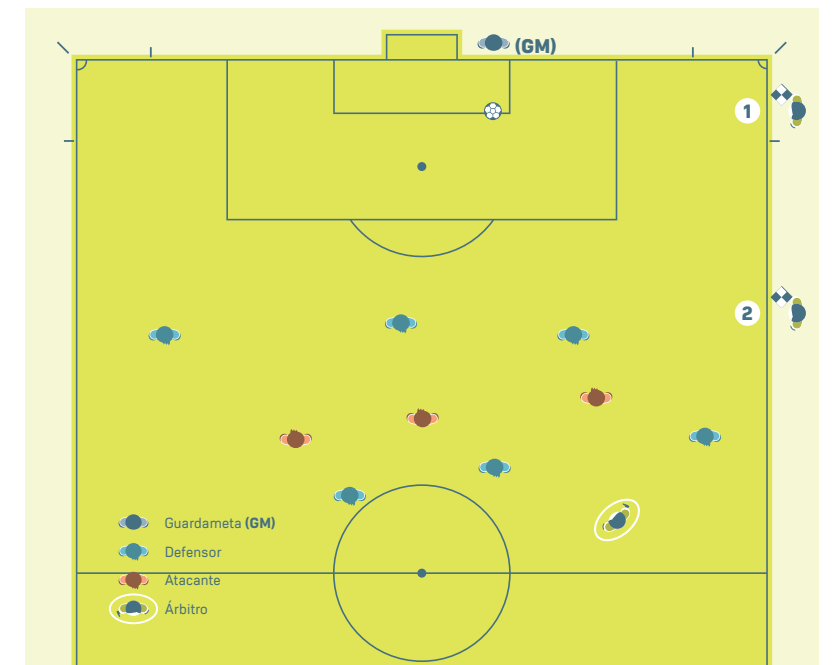 (GM)
1
2
Guardameta (GM)
Defensor
Atacante
Árbitro